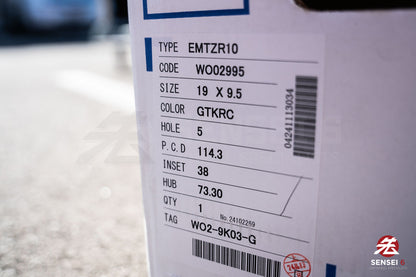 TYPE EMTZR10
CODE WO02995
SIZE 19 X 9.5
COLOR GTKRC
HOLE 5
P.C.D 114.3
INSET 38
HUB 73.30
QTY 1
No.24102259
TAG WO2-9K03-G
04241113034
SENSEI